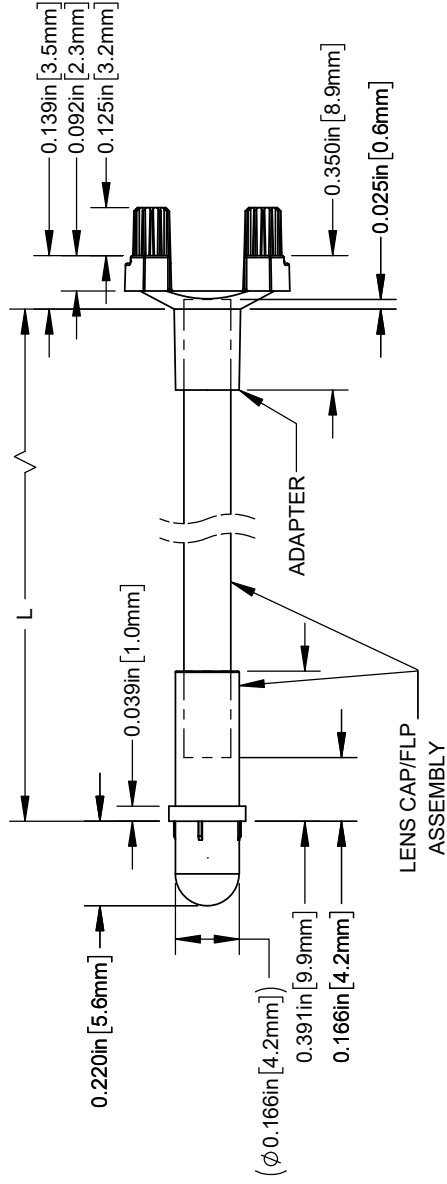 0.139in [3.5mm]
0.092in [2.3mm]
0.125in [3.2mm]
0.350in [8.9mm]
0.025in [0.6mm]
L
ADAPTER
0.039in [1.0mm]
LENS CAP/FLP
ASSEMBLY
0.220in [5.6mm]
(Ø0.166in [4.2mm])
0.391in [9.9mm]
0.166in [4.2mm]